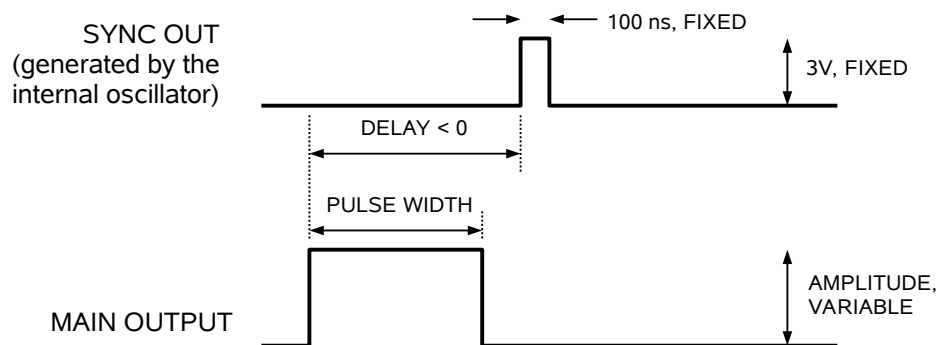 100 ns, FIXED
SYNC OUT
(generated by the
internal oscillator)
3V, FIXED
DELAY < 0
PULSE WIDTH
AMPLITUDE,
VARIABLE
MAIN OUTPUT